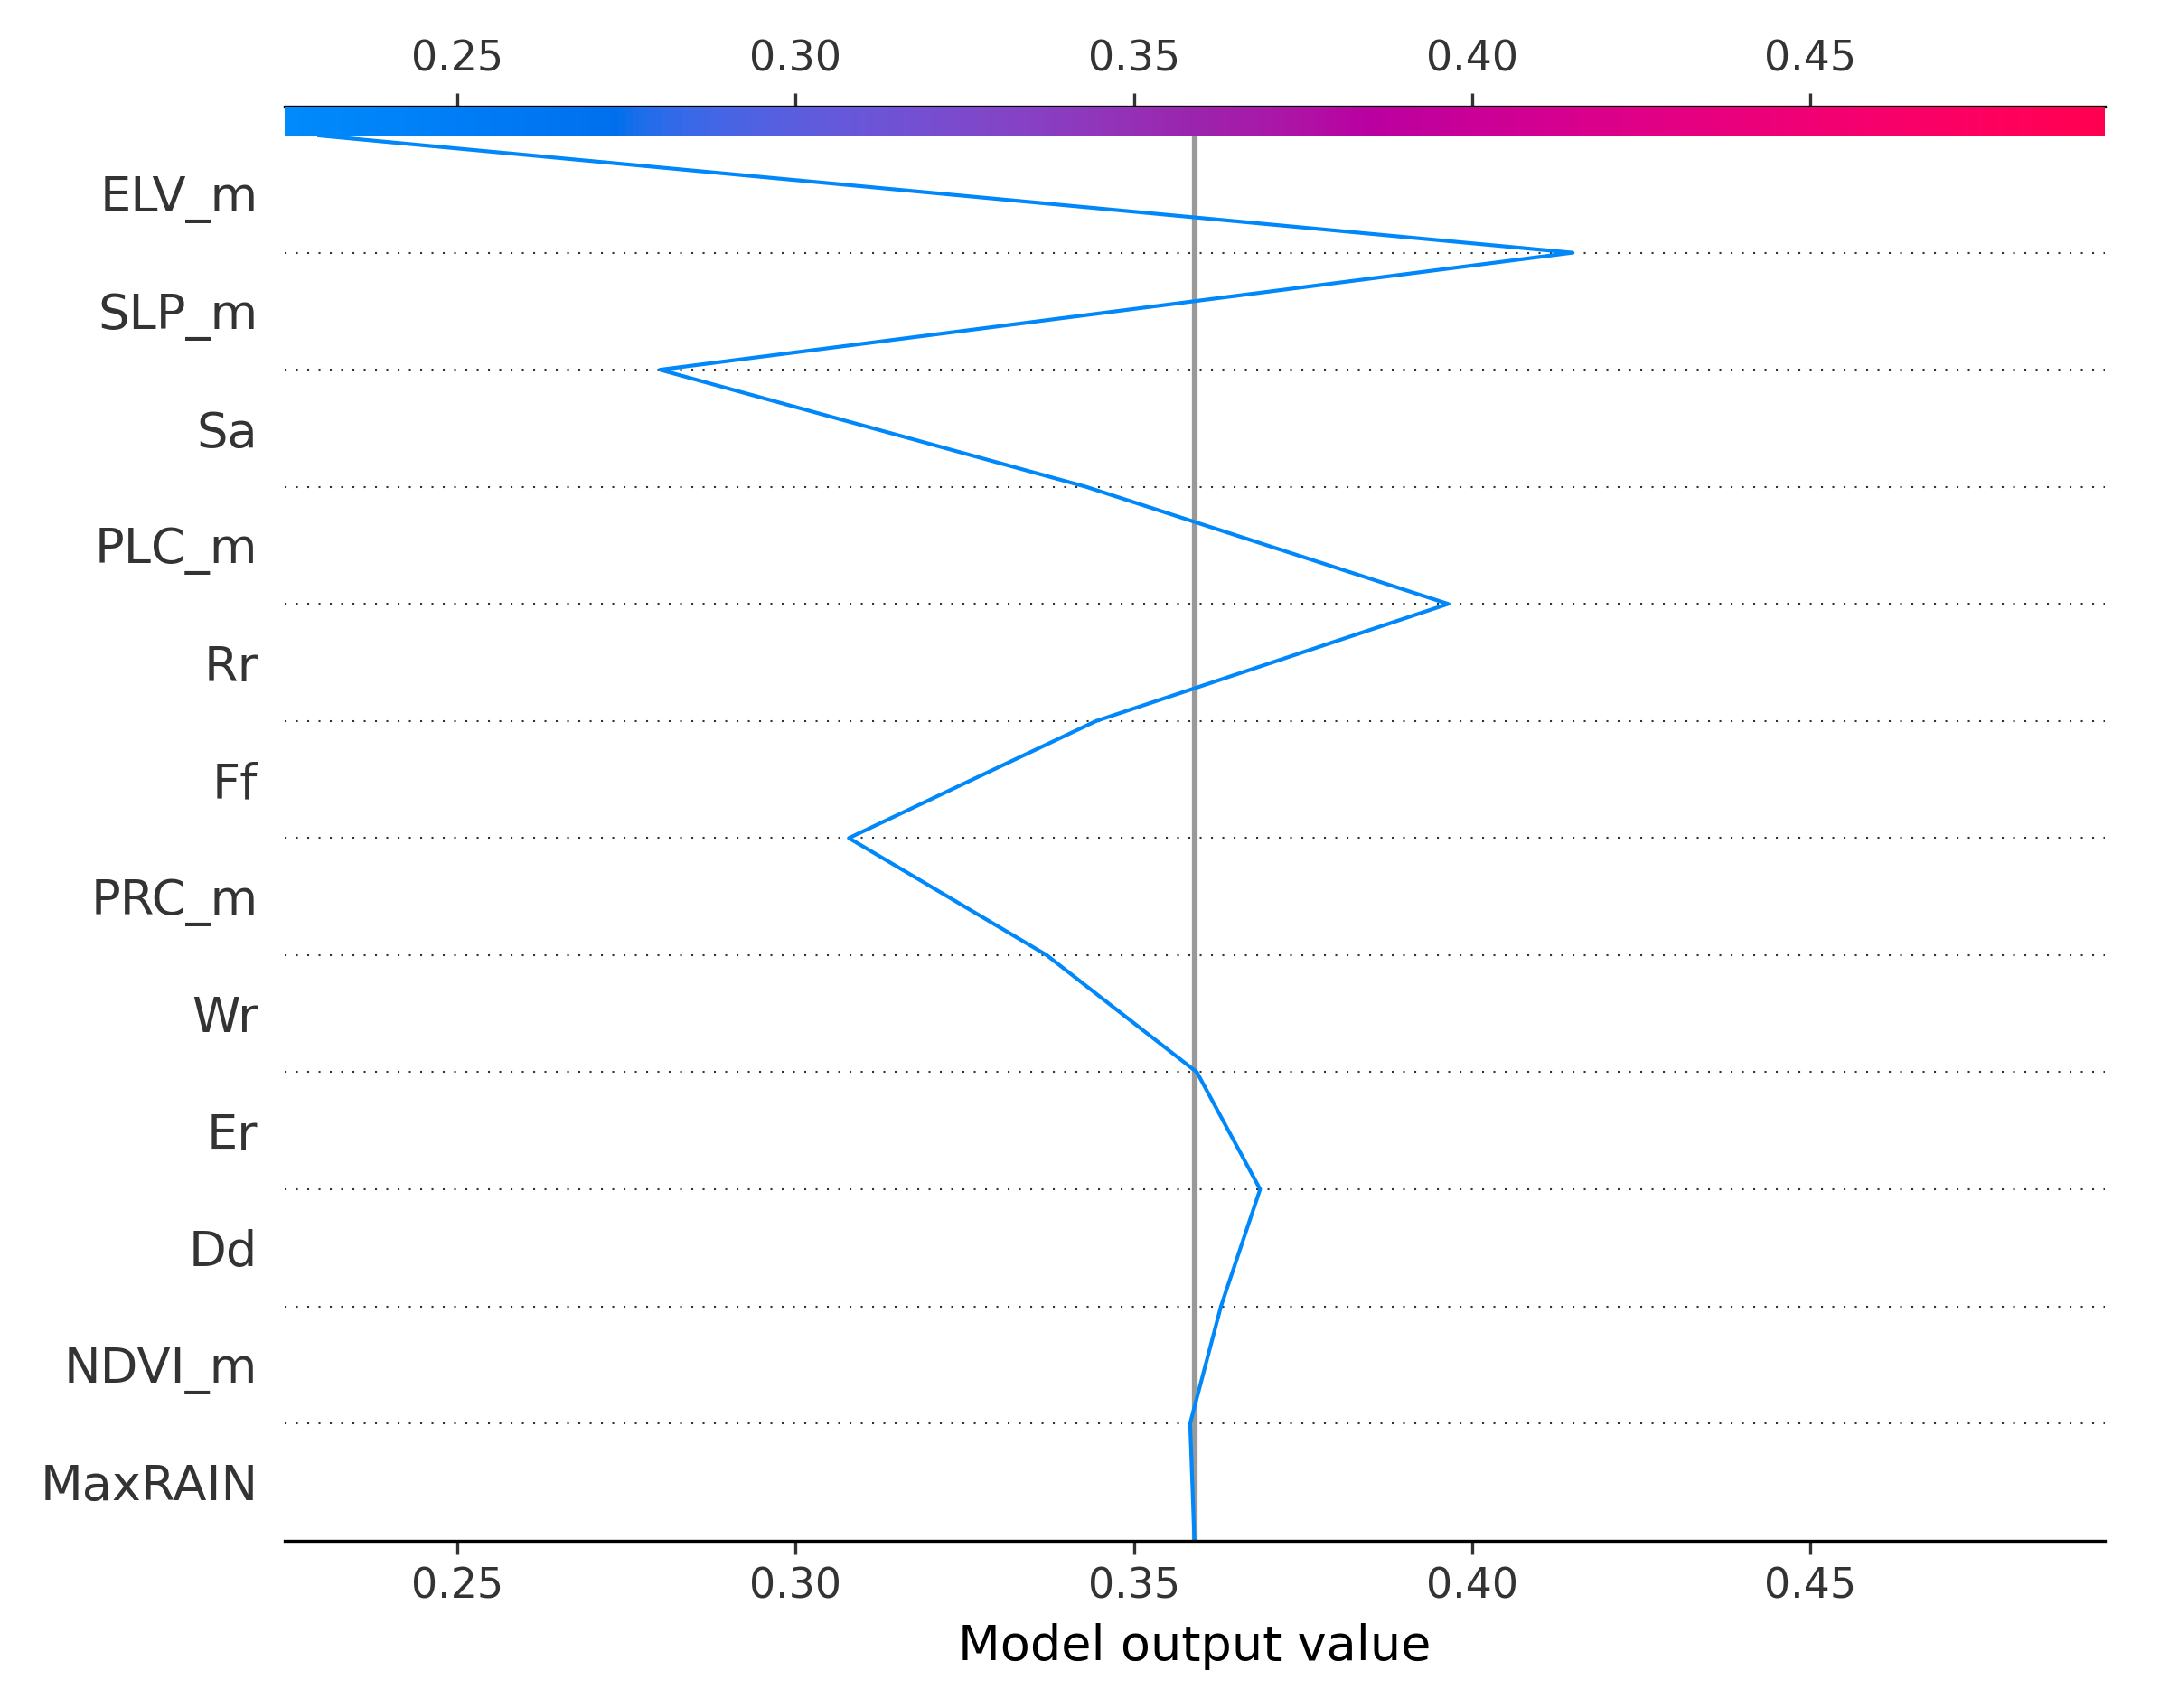 0.25 0.30 0.35 0.40 0.45
ELV_m
SLP_m
Sa
PLC_m
Rr
Ff
PRC_m
Wr
Er
Dd
NDVI_m
MaxRAIN
0.25 0.30 0.35 0.40 0.45
Model output value